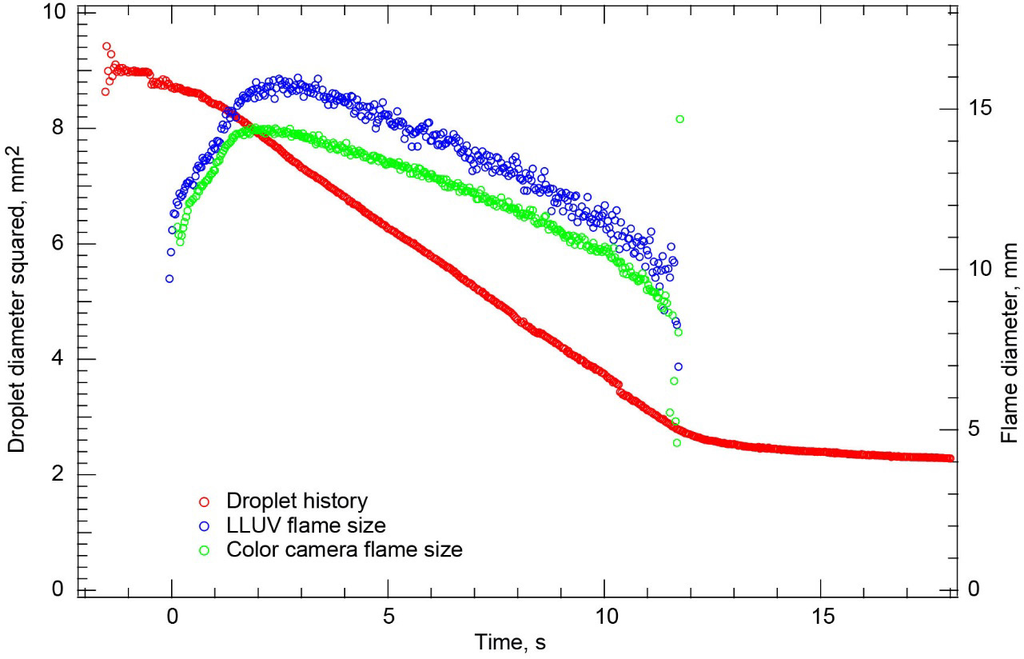 10
8
6
4
2
0
Droplet diameter squared, mm2
15
10
5
0
Flame diameter, mm
Droplet history
LLUV flame size
Color camera flame size
0 5 10 15
Time, s